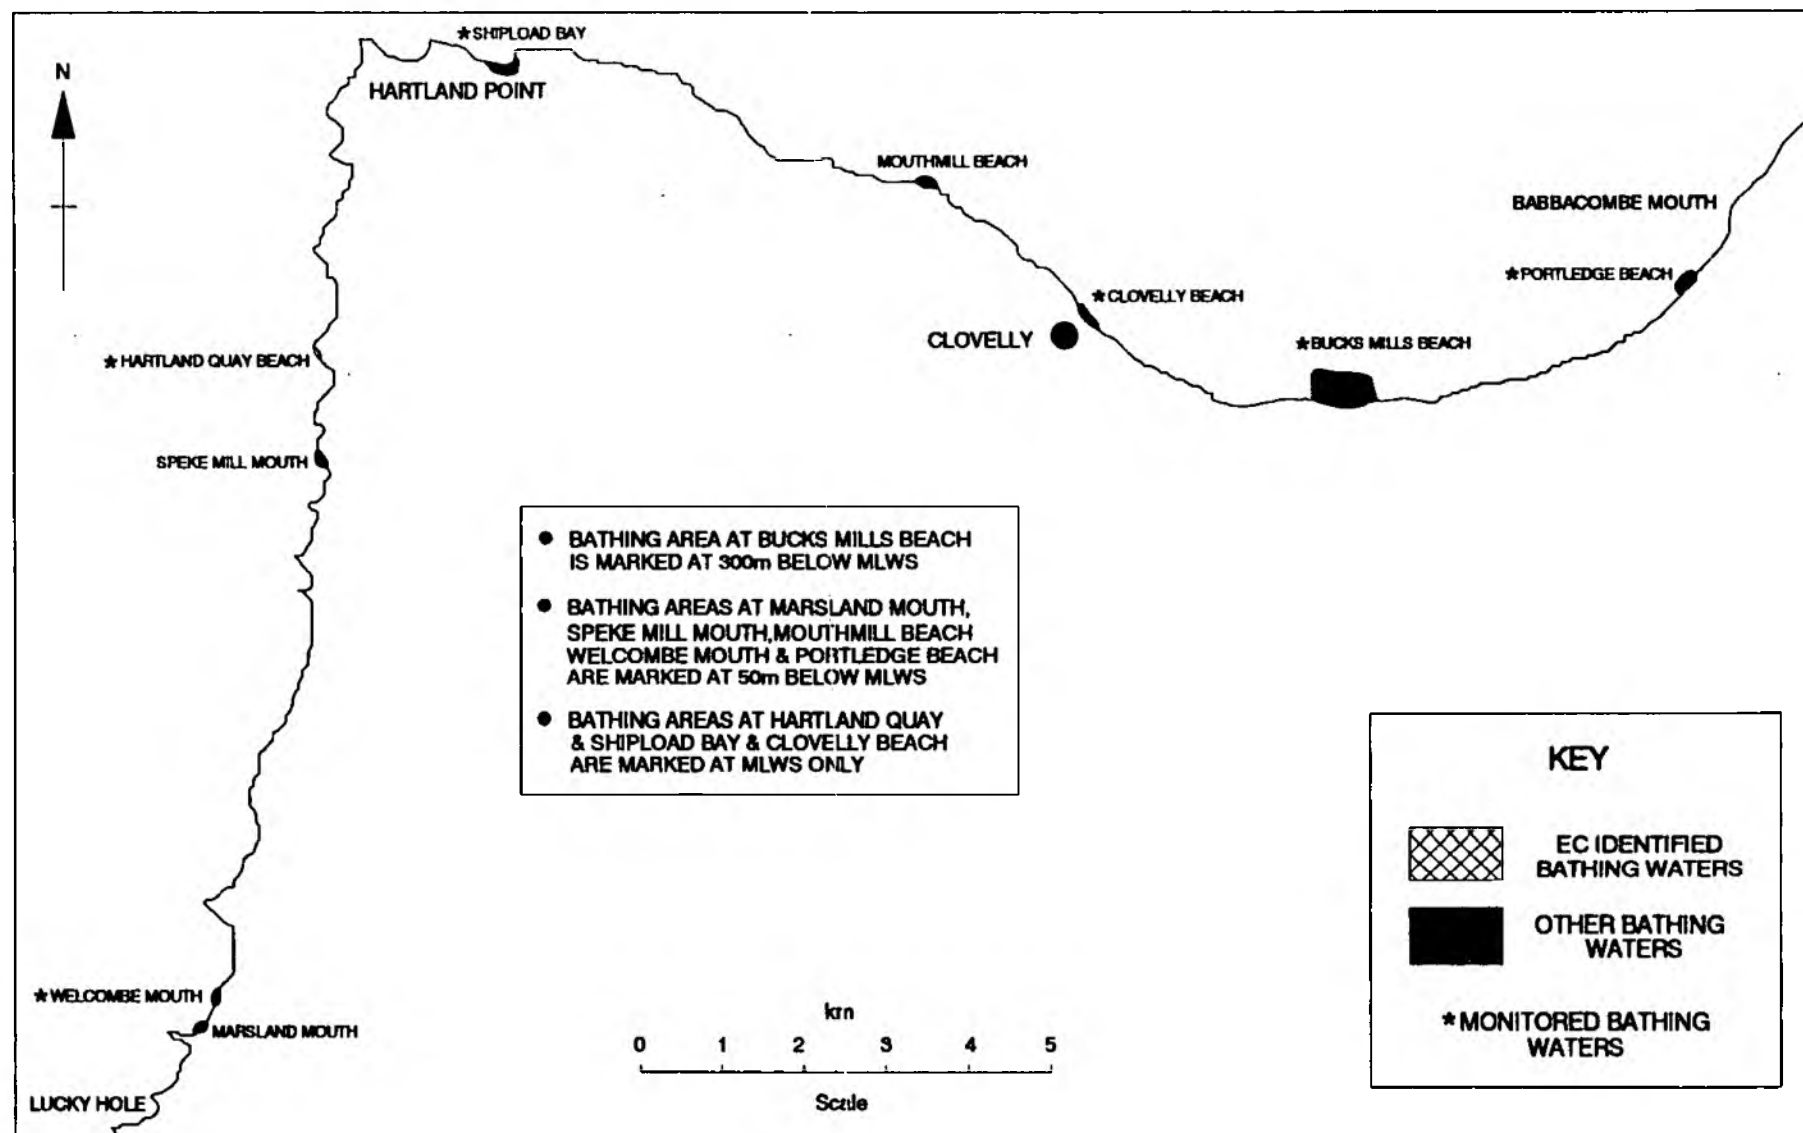 *SHIPLOAD BAY
N
HARTLAND POINT
MOUTHMILL BEACH
BABBACOMBE MOUTH
*PORTLEDGE BEACH
*CLOVELLY BEACH
CLOVELLY
*BUCKS MILLS BEACH
*HARTLAND QUAY BEACH
SPEKE MILL MOUTH
● BATHING AREA AT BUCKS MILLS BEACH
IS MARKED AT 300m BELOW MLWS
● BATHING AREAS AT MARSLAND MOUTH,
SPEKE MILL MOUTH,MOUTHMILL BEACH
WELCOMBE MOUTH & PORTLEDGE BEACH
ARE MARKED AT 50m BELOW MLWS
● BATHING AREAS AT HARTLAND QUAY
& SHIPLOAD BAY & CLOVELLY BEACH
ARE MARKED AT MLWS ONLY
KEY
EC IDENTIFIED
BATHING WATERS
OTHER BATHING
WATERS
*MONITORED BATHING
WATERS
*WELCOMBE MOUTH
MARSLAND MOUTH
LUCKY HOLE
km
0 1 2 3 4 5
Scale